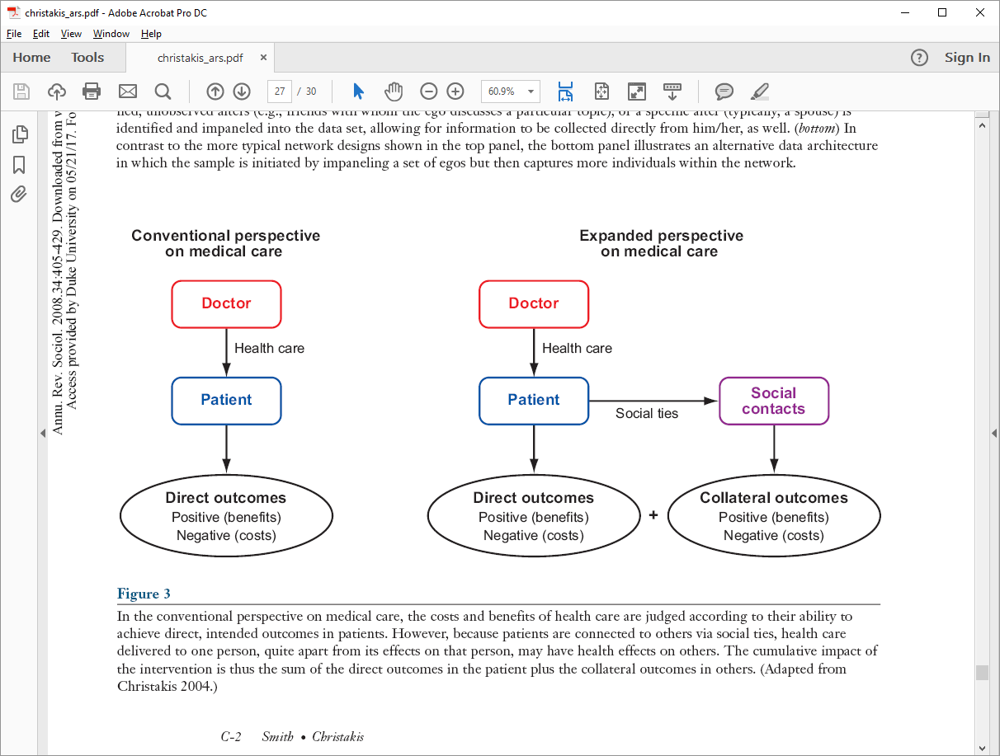 christakis_ars.pdf - Adobe Acrobat Pro DC
File Edit View Window Help
Home Tools christakis_ars.pdf × ? Sign In
27 / 30 60.9%
Annu. Rev. Sociol. 2008.34:405-429. Downloaded from
Access provided by Duke University on 05/21/17. Fo
fied, unobserved alters (e.g., friends with whom the ego discusses a particular topic), or a specific alter (typically, a spouse) is
identified and impaneled into the data set, allowing for information to be collected directly from him/her, as well. (bottom) In
contrast to the more typical network designs shown in the top panel, the bottom panel illustrates an alternative data architecture
in which the sample is initiated by impaneling a set of egos but then captures more individuals within the network.
Conventional perspective
on medical care
Doctor
Health care
Patient
Direct outcomes
Positive (benefits)
Negative (costs)
Expanded perspective
on medical care
Doctor
Health care
Patient
Social ties
Social
contacts
Direct outcomes
Positive (benefits)
Negative (costs)
+
Collateral outcomes
Positive (benefits)
Negative (costs)
Figure 3
In the conventional perspective on medical care, the costs and benefits of health care are judged according to their ability to
achieve direct, intended outcomes in patients. However, because patients are connected to others via social ties, health care
delivered to one person, quite apart from its effects on that person, may have health effects on others. The cumulative impact of
the intervention is thus the sum of the direct outcomes in the patient plus the collateral outcomes in others. (Adapted from
Christakis 2004.)
C-2 Smith • Christakis